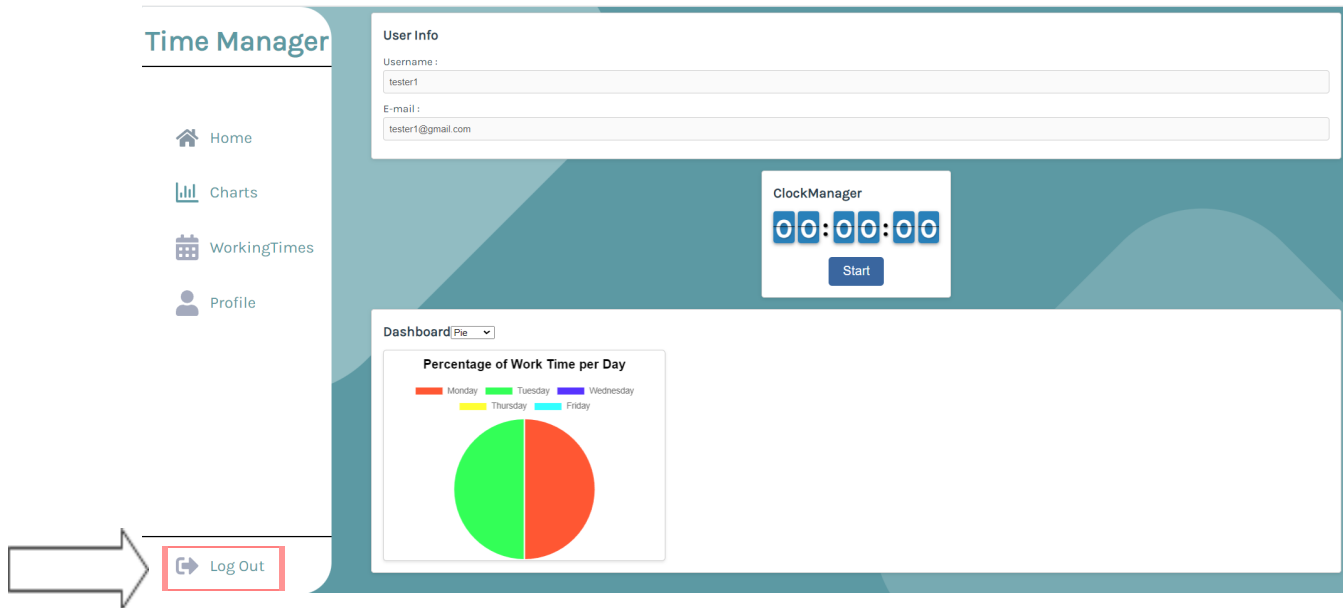 Time Manager
Home
Charts
WorkingTimes
Profile
Log Out
User Info
Username :
tester1
E-mail :
tester1@gmail.com
ClockManager
00:00:00
Start
Dashboard Pie
Percentage of Work Time per Day
Monday Tuesday Wednesday
Thursday Friday